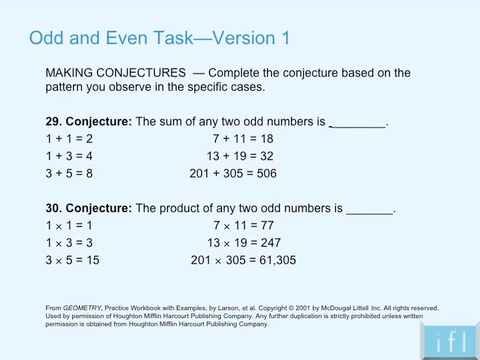 Odd and Even Task—Version 1
MAKING CONJECTURES — Complete the conjecture based on the
pattern you observe in the specific cases.
29. Conjecture: The sum of any two odd numbers is ________.
1 + 1 = 2 7 + 11 = 18
1 + 3 = 4 13 + 19 = 32
3 + 5 = 8 201 + 305 = 506
30. Conjecture: The product of any two odd numbers is _______.
1 × 1 = 1 7 × 11 = 77
1 × 3 = 3 13 × 19 = 247
3 × 5 = 15 201 × 305 = 61,305
From GEOMETRY, Practice Workbook with Examples, by Larson, et al. Copyright © 2001 by McDougal Littell Inc. All rights reserved.
Used by permission of Houghton Mifflin Harcourt Publishing Company. Any further duplication is strictly prohibited unless written
permission is obtained from Houghton Mifflin Harcourt Publishing Company.
ifl